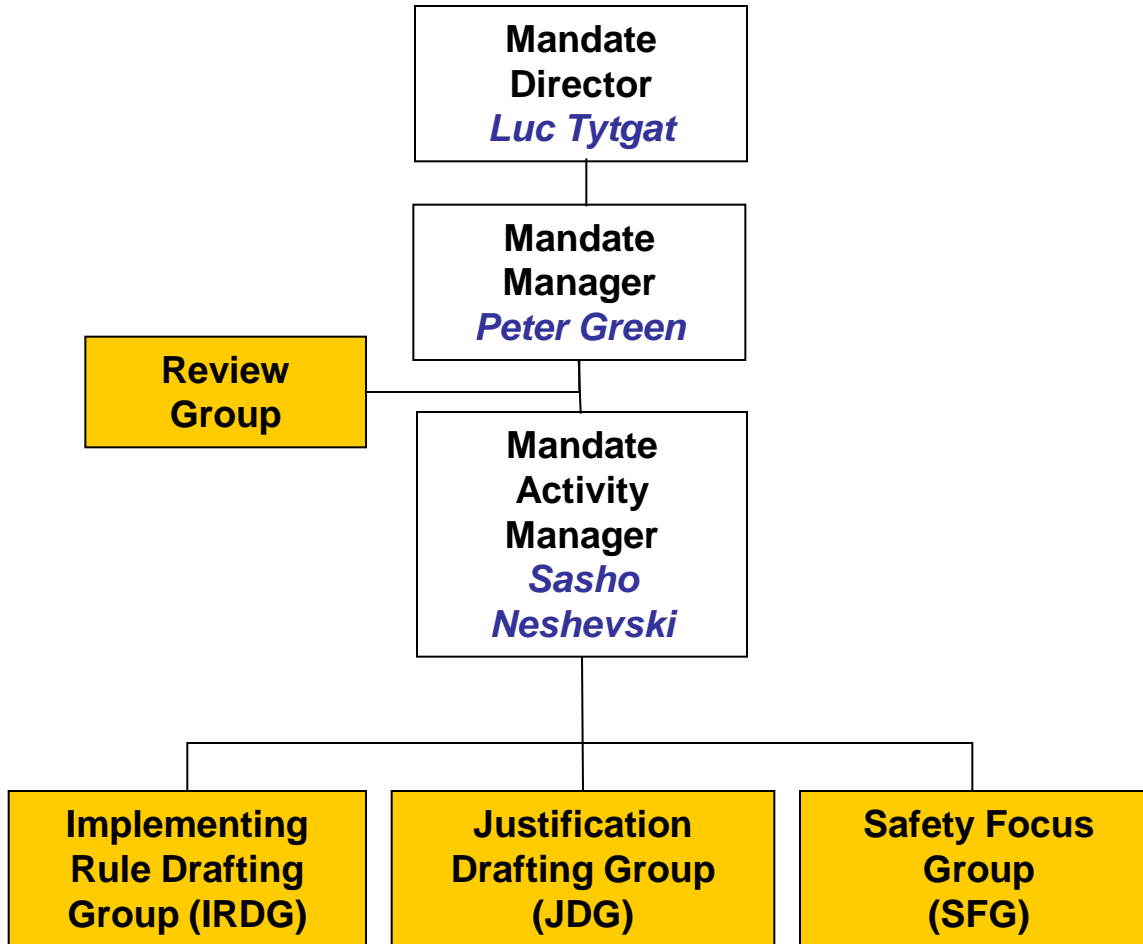 Mandate
Director
Luc Tytgat
Mandate
Manager
Peter Green
Review
Group
Mandate
Activity
Manager
Sasho
Neshevski
Implementing
Rule Drafting
Group (IRDG)
Justification
Drafting Group
(JDG)
Safety Focus
Group
(SFG)